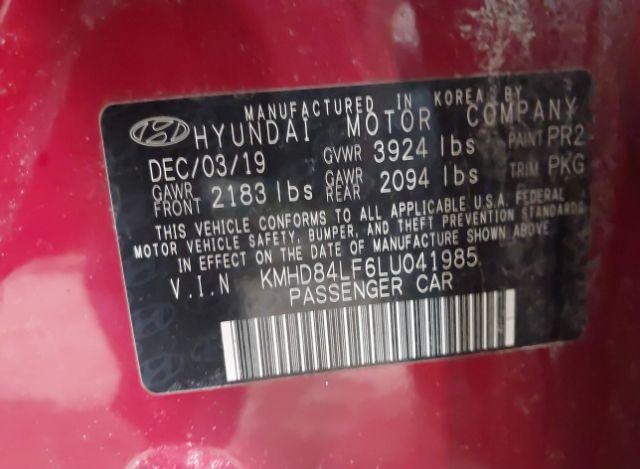 MANUFACTURED IN KOREA BY
HYUNDAI MOTOR COMPANY
DEC/03/19 GVWR 3924 lbs PAINT PR2
GAWR FRONT 2183 lbs GAWR REAR 2094 lbs TRIM PKG
THIS VEHICLE CONFORMS TO ALL APPLICABLE U.S.A. FEDERAL
MOTOR VEHICLE SAFETY, BUMPER, AND THEFT PREVENTION STANDARDS
IN EFFECT ON THE DATE OF MANUFACTURE SHOWN ABOVE.
V.I.N KMHD84LF6LU041985
PASSENGER CAR